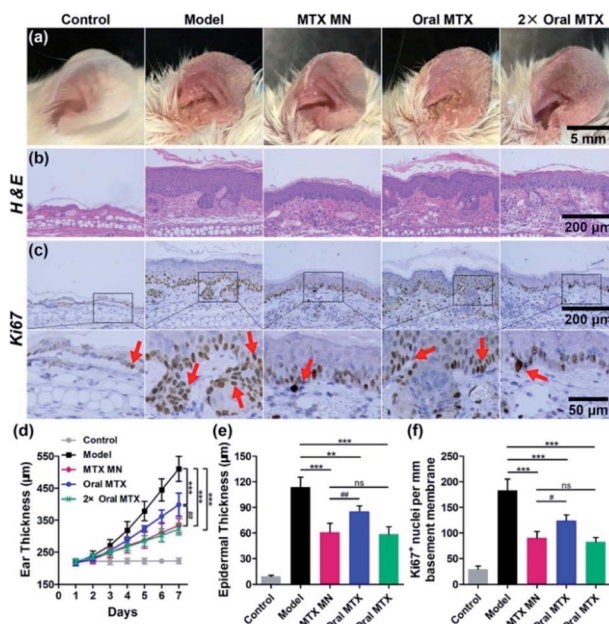 Control Model MTX MN Oral MTX 2× Oral MTX
(a)
5 mm
(b)
H&E
200 μm
(c)
Ki67
200 μm
50 μm
(d)
Control
Model
MTX MN
Oral MTX
2× Oral MTX
Ear Thickness (μm)
450
350
250
150
0 1 2 3 4 5 6 7
Days
***
##
***
***
(e)
Epidermal Thickness (μm)
200
150
100
50
0
***
**
***
ns
##
Control
Model
MTX MN
Oral MTX
Oral MTX
(f)
Ki67⁺ nuclei per mm
basement membrane
250
200
150
100
50
0
***
***
***
ns
#
Control
Model
MTX MN
Oral MTX
Oral MTX